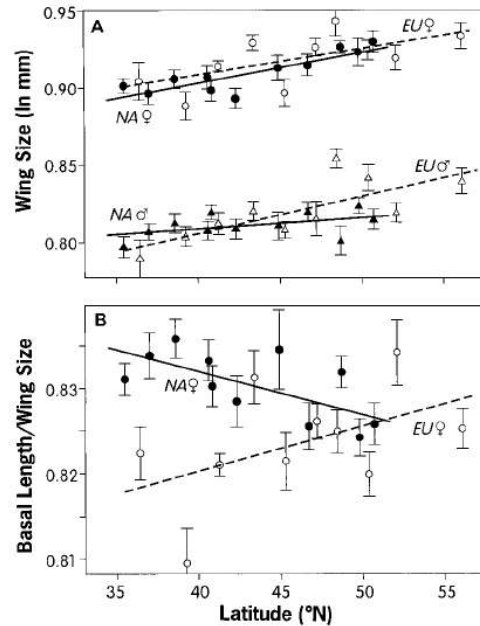 A
0.95
EU♀
0.90
NA♀
Wing Size (ln mm)
0.85
EU♂
NA♂
0.80
B
0.83
NA♀
EU♀
0.82
Basal Length/Wing Size
0.81
35 40 45 50 55
Latitude (°N)